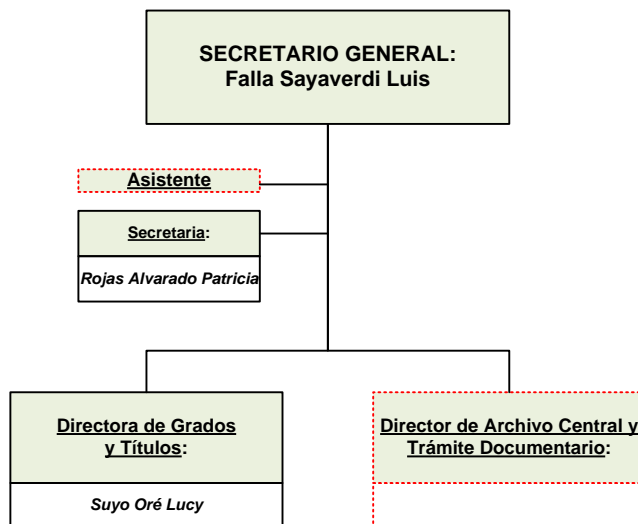 SECRETARIO GENERAL:
Falla Sayaverdi Luis
Asistente
Secretaria:
Rojas Alvarado Patricia
Directora de Grados
y Títulos:
Suyo Oré Lucy
Director de Archivo Central y
Trámite Documentario: